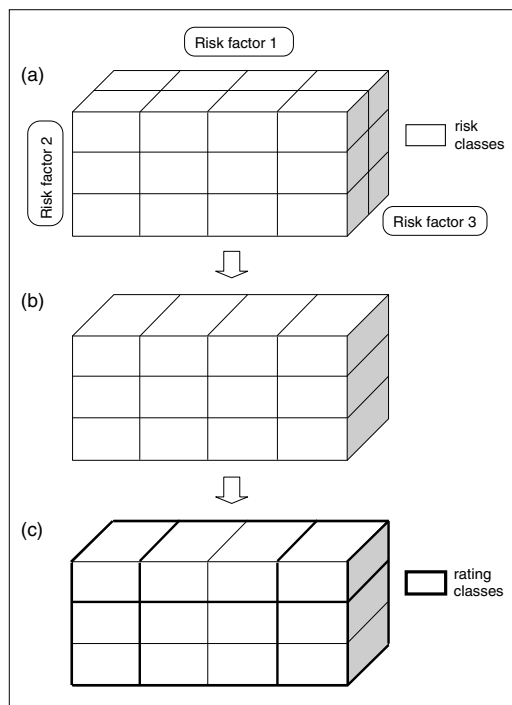 Risk factor 1
(a)
Risk factor 2
risk
classes
Risk factor 3
(b)
(c)
rating
classes